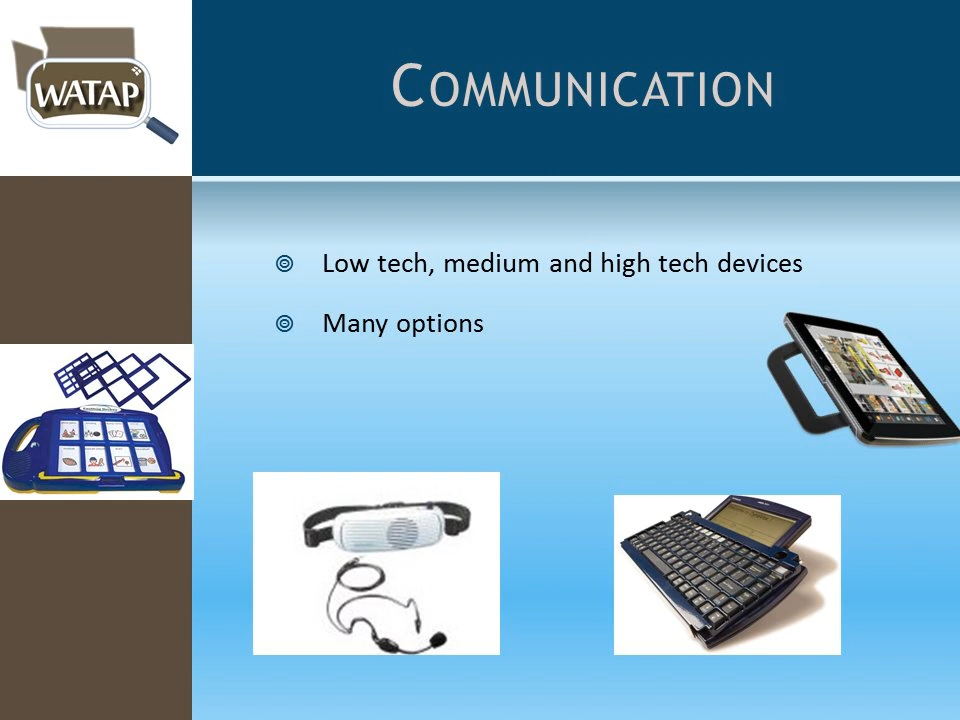 WATAP
COMMUNICATION
Low tech, medium and high tech devices
Many options